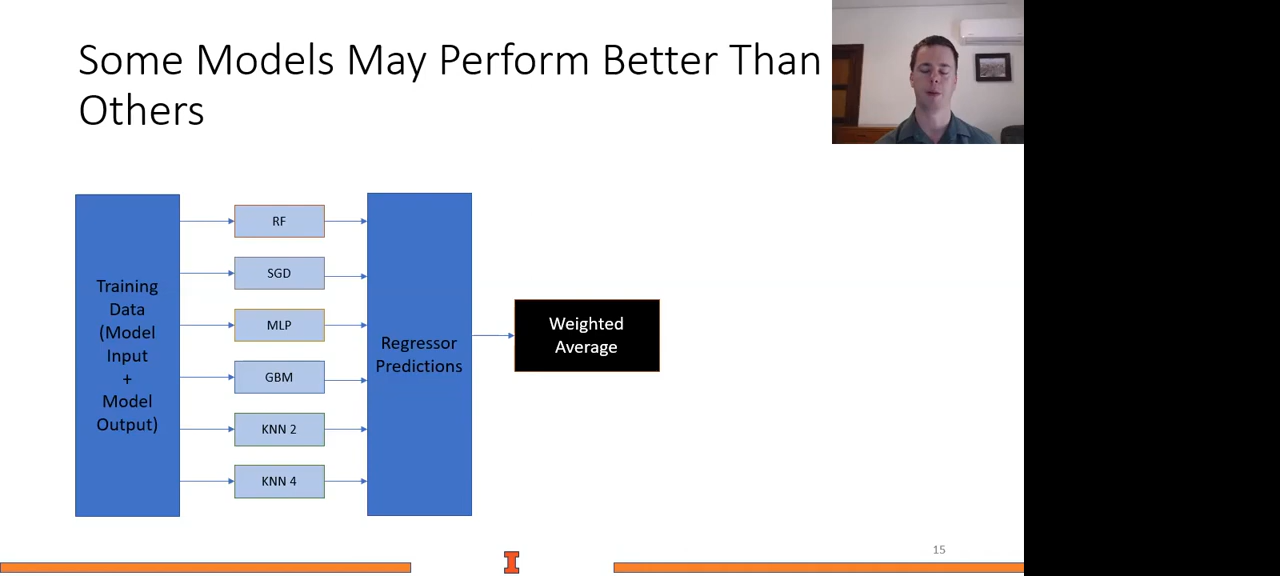 Some Models May Perform Better Than
Others
Training
Data
(Model
Input
+
Model
Output)
RF
SGD
MLP
GBM
KNN 2
KNN 4
Regressor
Predictions
Weighted
Average
15
I